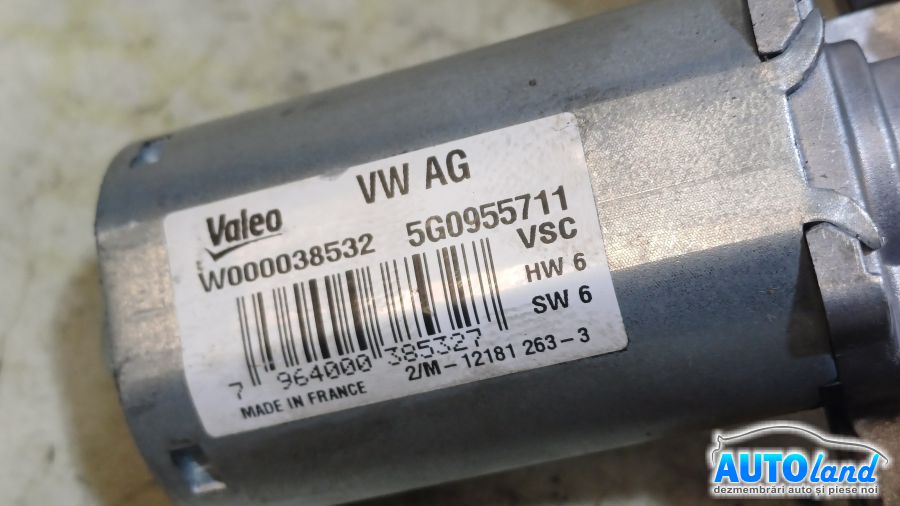 VW AG
Valeo
W000038532
5G0955711
VSC
HW 6
SW 6
7 964000 385327
2/M-12181 263-3
MADE IN FRANCE
AUTOland
dezmembrări auto și piese noi